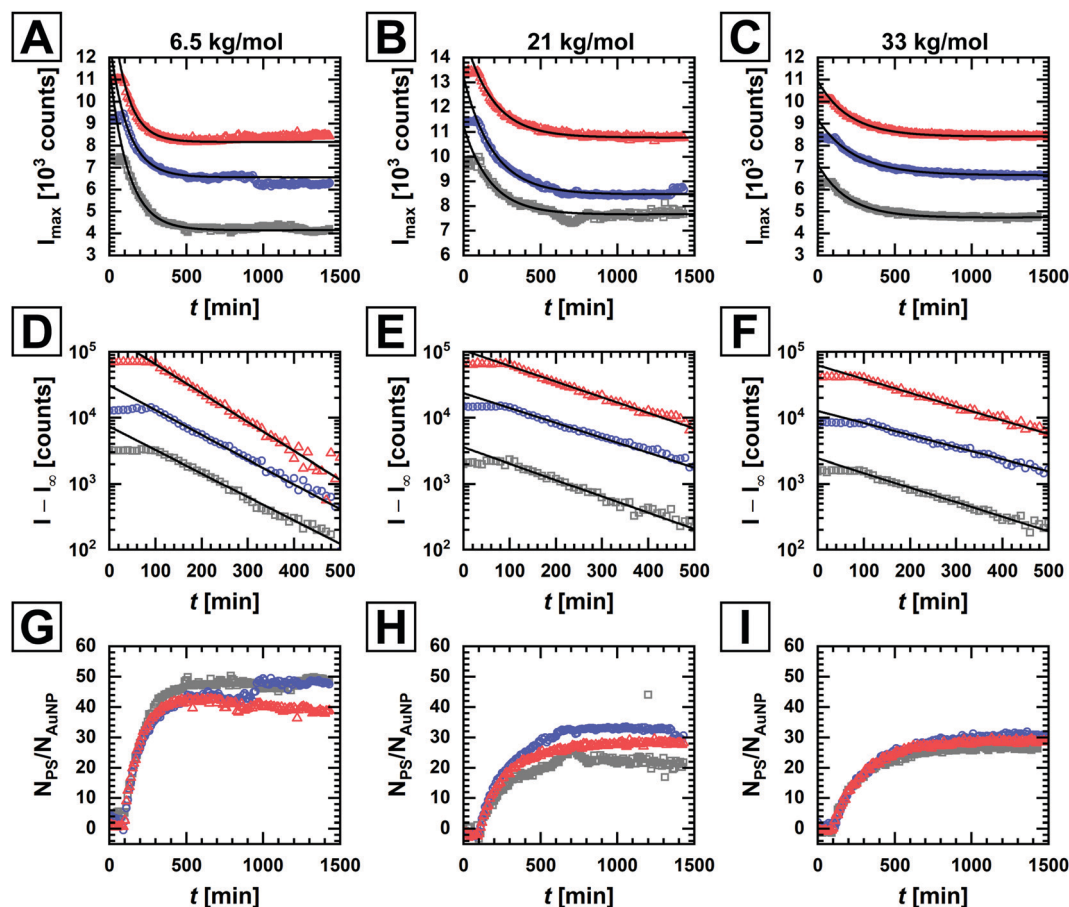 A
6.5 kg/mol
B
21 kg/mol
C
33 kg/mol
I_max [10^3 counts]
12
11
10
9
8
7
6
5
4
3
0 500 1000 1500
t [min]
I_max [10^3 counts]
14
13
12
11
10
9
8
7
6
0 500 1000 1500
t [min]
I_max [10^3 counts]
12
11
10
9
8
7
6
5
4
3
0 500 1000 1500
t [min]
D
I − I_∞ [counts]
10^5
10^4
10^3
10^2
0 100 200 300 400 500
t [min]
E
I − I_∞ [counts]
10^5
10^4
10^3
10^2
0 100 200 300 400 500
t [min]
F
I − I_∞ [counts]
10^5
10^4
10^3
10^2
0 100 200 300 400 500
t [min]
G
N_PS/N_AuNP
60
50
40
30
20
10
0
0 500 1000 1500
t [min]
H
N_PS/N_AuNP
60
50
40
30
20
10
0
0 500 1000 1500
t [min]
I
N_PS/N_AuNP
60
50
40
30
20
10
0
0 500 1000 1500
t [min]